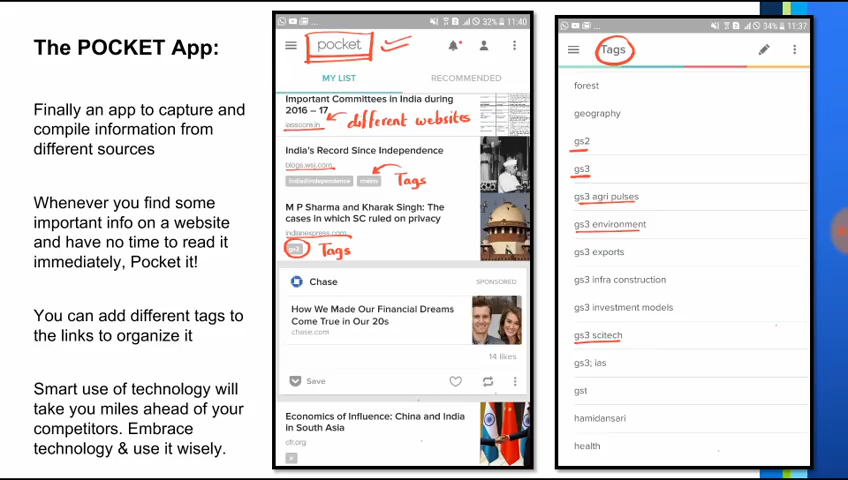 The POCKET App:
Finally an app to capture and
compile information from
different sources
Whenever you find some
important info on a website
and have no time to read it
immediately, Pocket it!
You can add different tags to
the links to organize it
Smart use of technology will
take you miles ahead of your
competitors. Embrace
technology & use it wisely.
32% 11:40
pocket
MY LIST
RECOMMENDED
Important Committees in India during
2016 – 17
iasscore.in
different websites
India's Record Since Independence
blogs.wsj.com
mains
Tags
M P Sharma and Kharak Singh: The
cases in which SC ruled on privacy
indianexpress.com
gs2
Tags
Chase
SPONSORED
How We Made Our Financial Dreams
Come True in Our 20s
chase.com
14 likes
Save
Economics of Influence: China and India
in South Asia
cfr.org
34% 11:37
Tags
forest
geography
gs2
gs3
gs3 agri pulses
gs3 environment
gs3 exports
gs3 infra construction
gs3 investment models
gs3 scitech
gs3; ias
gst
hamidansari
health